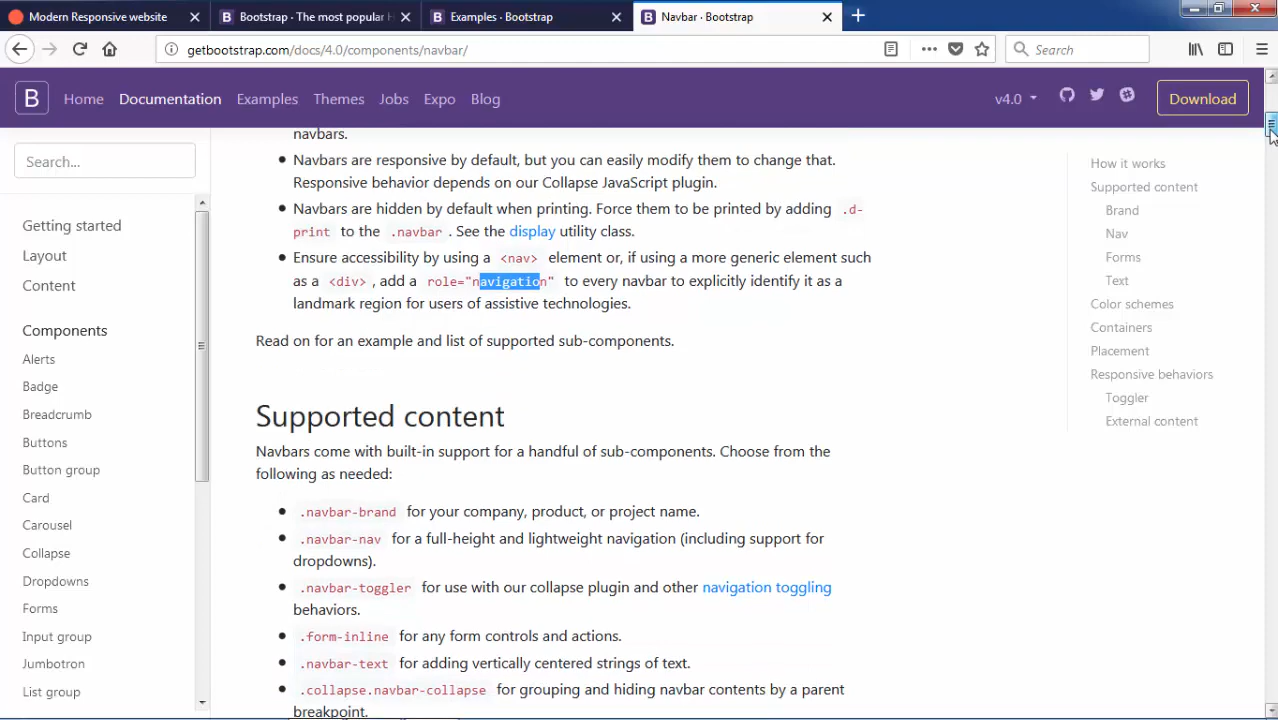 Modern Responsive website
Bootstrap · The most popular H
Examples · Bootstrap
Navbar · Bootstrap
getbootstrap.com/docs/4.0/components/navbar/
Search
B
Home
Documentation
Examples
Themes
Jobs
Expo
Blog
v4.0
Download
Search...
Getting started
Layout
Content
Components
Alerts
Badge
Breadcrumb
Buttons
Button group
Card
Carousel
Collapse
Dropdowns
Forms
Input group
Jumbotron
List group
navbars.
Navbars are responsive by default, but you can easily modify them to change that.
Responsive behavior depends on our Collapse JavaScript plugin.
Navbars are hidden by default when printing. Force them to be printed by adding .d-
print to the .navbar . See the display utility class.
Ensure accessibility by using a <nav> element or, if using a more generic element such
as a <div> , add a role="navigation" to every navbar to explicitly identify it as a
landmark region for users of assistive technologies.
Read on for an example and list of supported sub-components.
Supported content
Navbars come with built-in support for a handful of sub-components. Choose from the
following as needed:
.navbar-brand for your company, product, or project name.
.navbar-nav for a full-height and lightweight navigation (including support for
dropdowns).
.navbar-toggler for use with our collapse plugin and other navigation toggling
behaviors.
.form-inline for any form controls and actions.
.navbar-text for adding vertically centered strings of text.
.collapse.navbar-collapse for grouping and hiding navbar contents by a parent
breakpoint.
How it works
Supported content
Brand
Nav
Forms
Text
Color schemes
Containers
Placement
Responsive behaviors
Toggler
External content